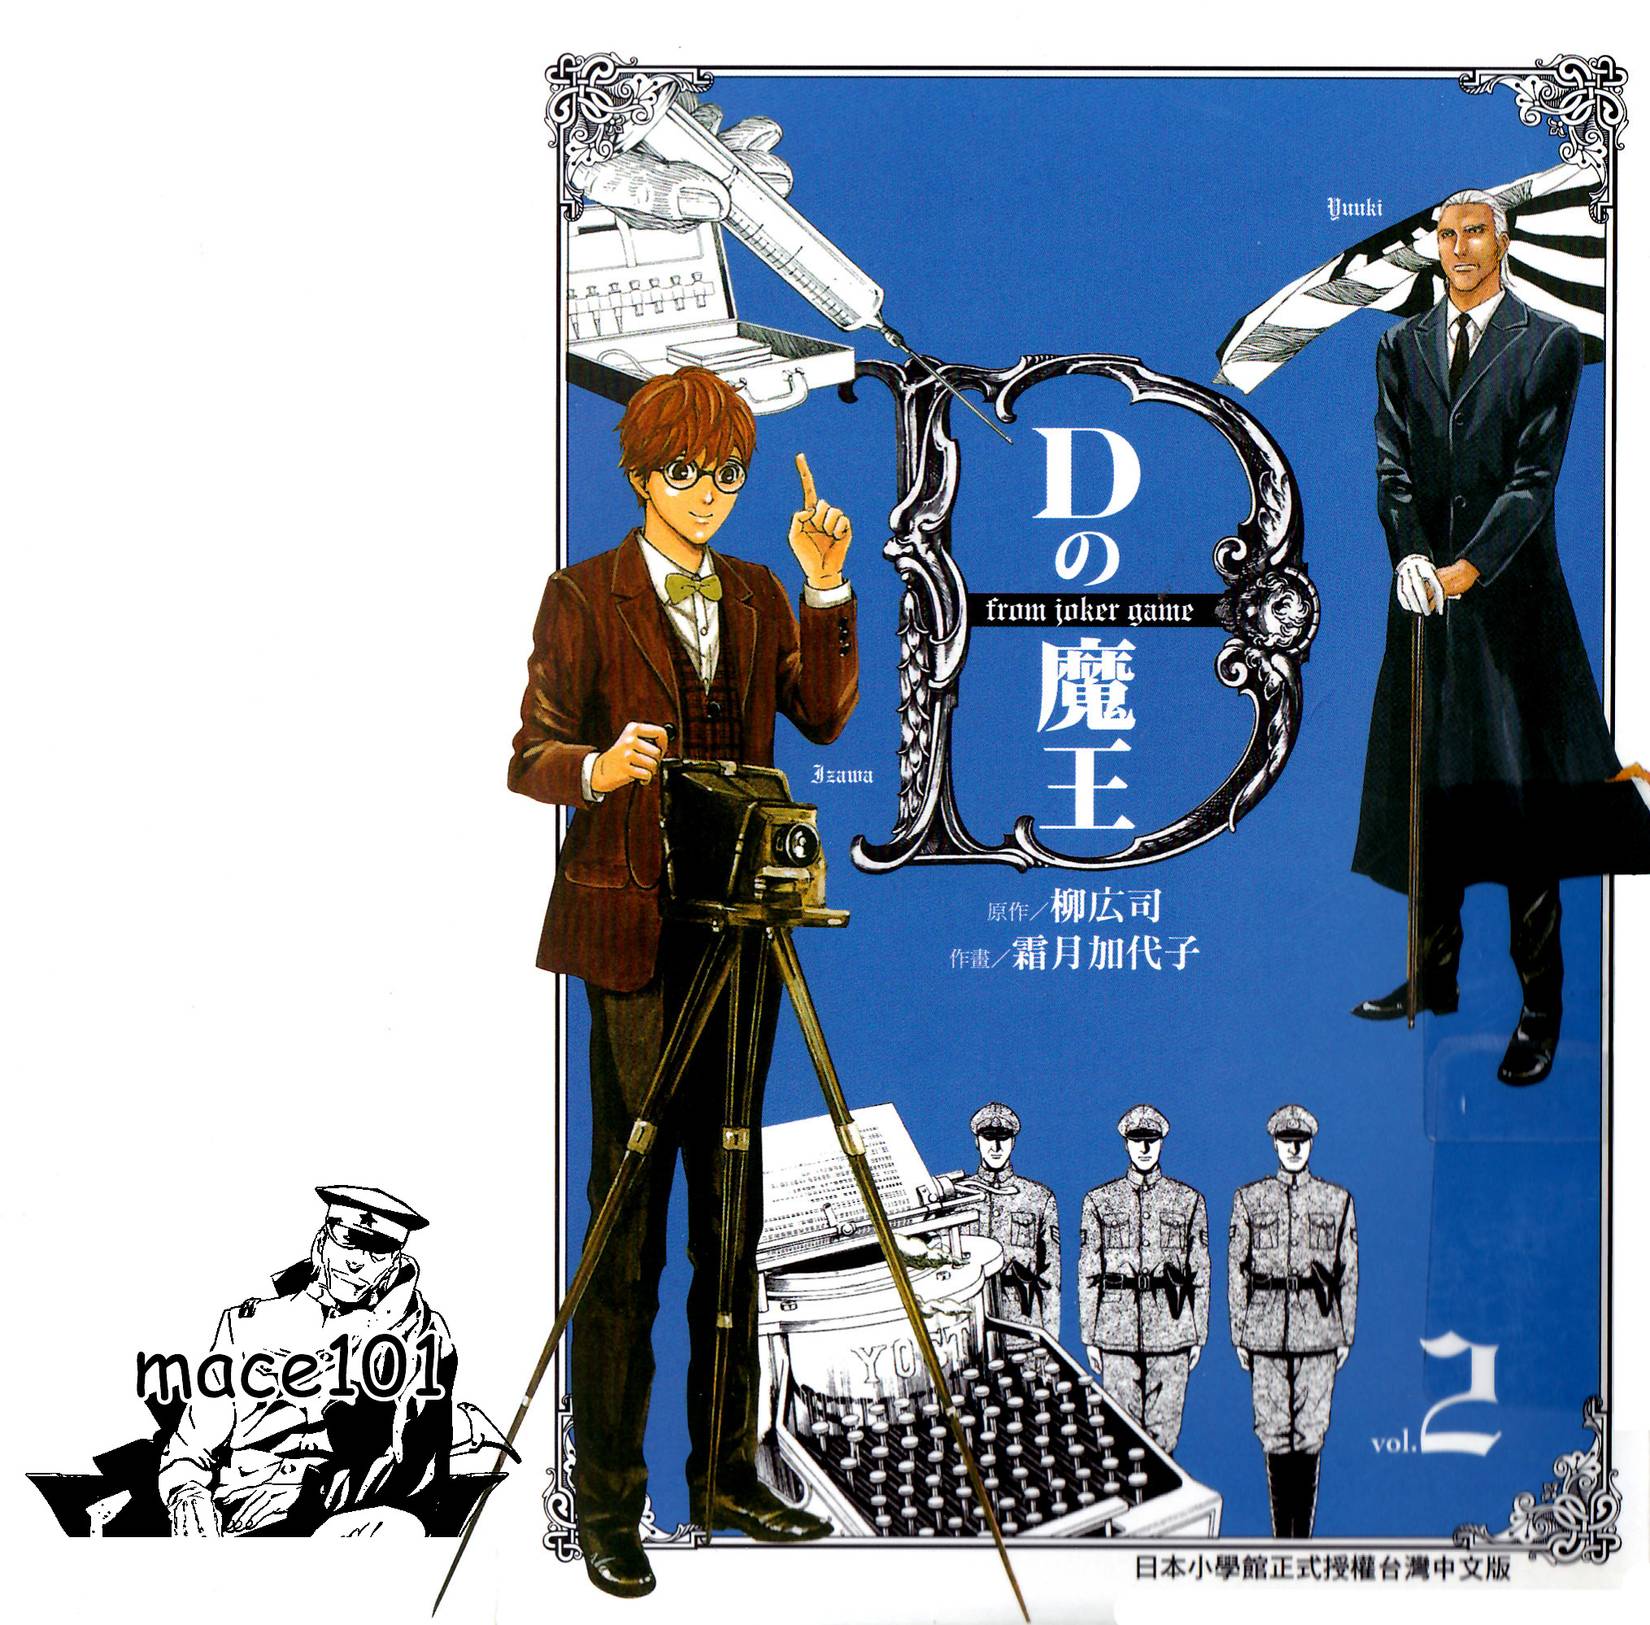 Yuuki
Dの
from joker game
魔王
Izawa
原作／柳広司
作畫／霜月加代子
mace101
YOST
vol.2
日本小學館正式授權台灣中文版